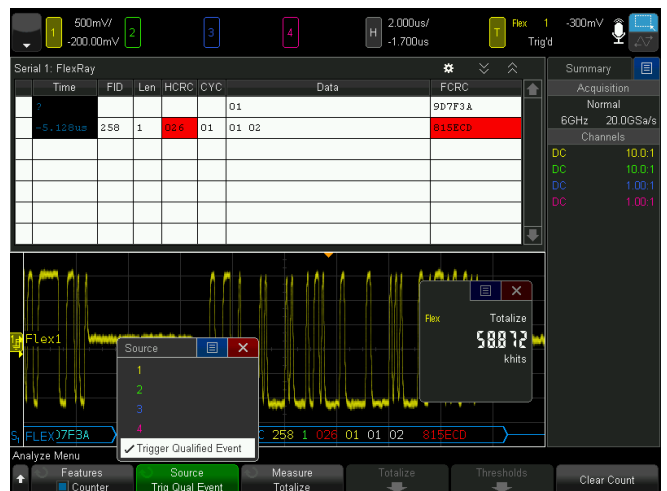 1 500mV/ -200.00mV 2 3 4 H 2.000us/ -1.700us T Flex 1 -300mV Trig'd
Serial 1: FlexRay
Summary
Time FID Len HCRC CYC Data FCRC
? 01 9D7F3A
-5.128us 258 1 026 01 01 02 815ECD
Acquisition
Normal
6GHz 20.0GSa/s
Channels
DC 10.0:1
DC 10.0:1
DC 1.00:1
DC 1.00:1
Flex Totalize
58.872
khits
Flex1
Source
1
2
3
4
Trigger Qualified Event
S1 FLEX 7F3A C 258 1 026 01 01 02 815ECD
Analyze Menu
Features
Counter
Source
Trig Qual Event
Measure
Totalize
Totalize
Thresholds
Clear Count